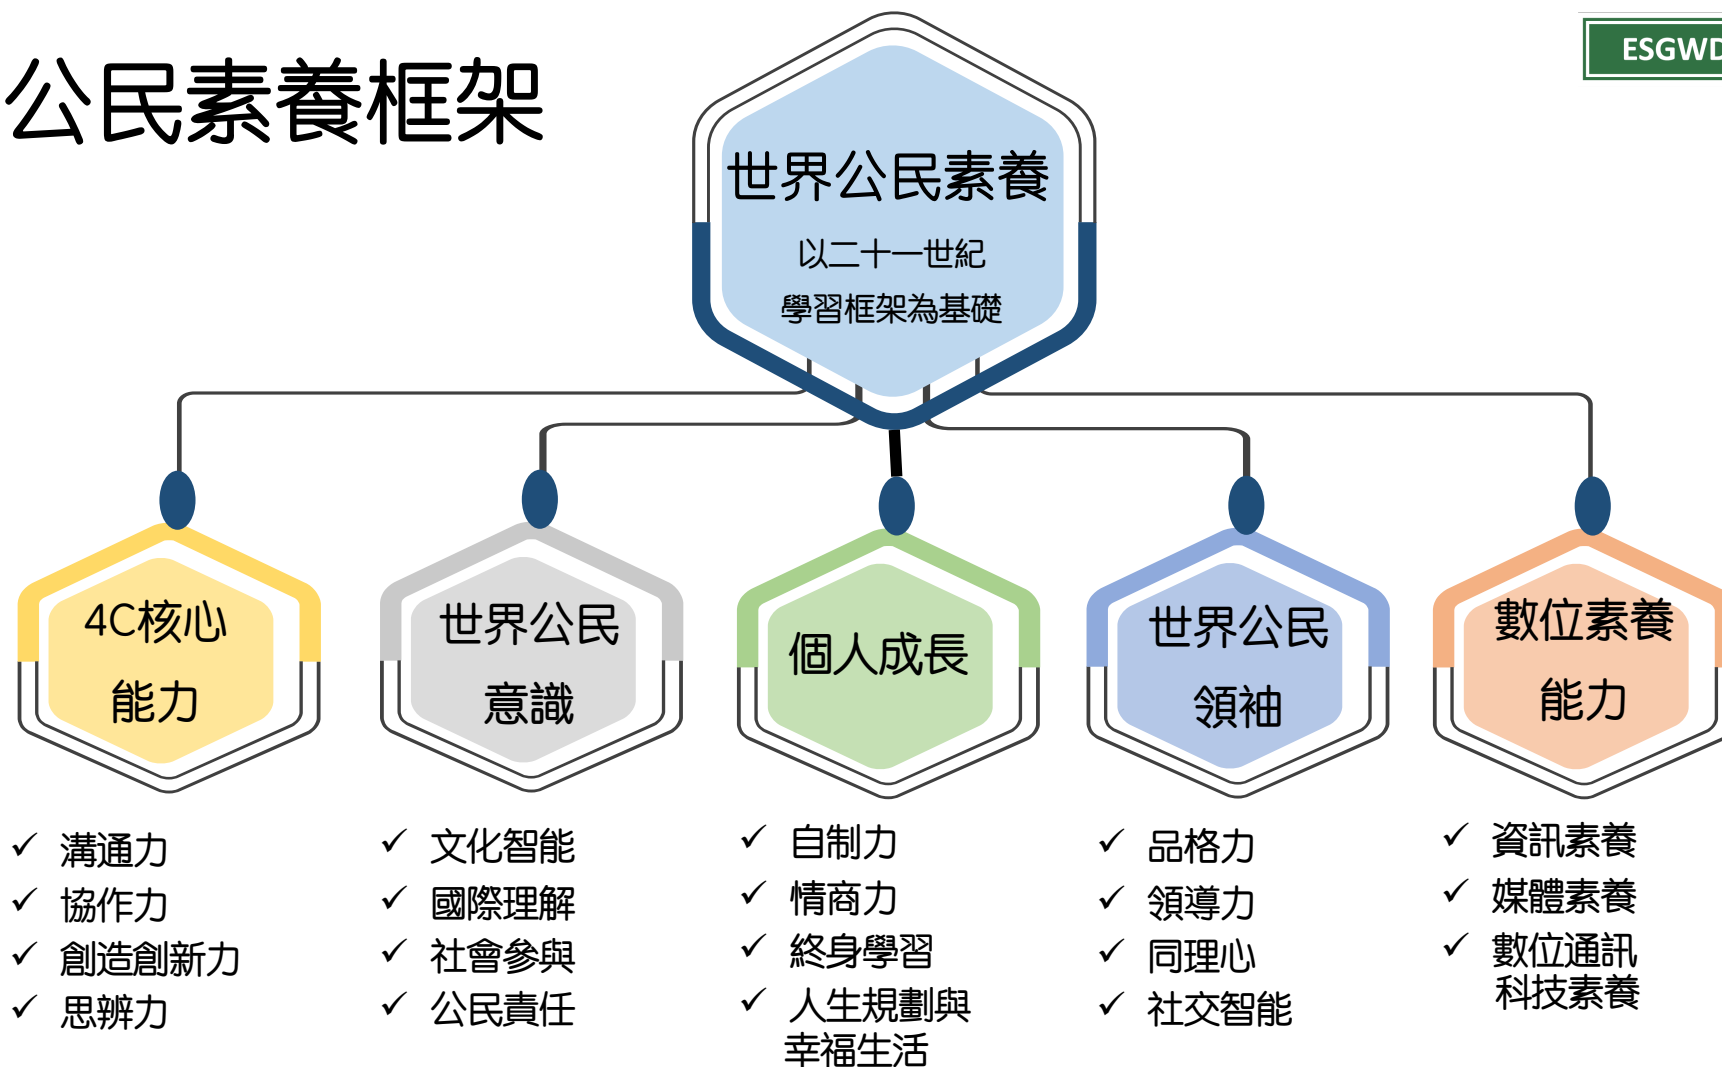 公民素養框架
ESGWD
世界公民素養
以二十一世紀
學習框架為基礎
4C核心
能力
溝通力
協作力
創造創新力
思辨力
世界公民
意識
文化智能
國際理解
社會參與
公民責任
個人成長
自制力
情商力
終身學習
人生規劃與
幸福生活
世界公民
領袖
品格力
領導力
同理心
社交智能
數位素養
能力
資訊素養
媒體素養
數位通訊
科技素養